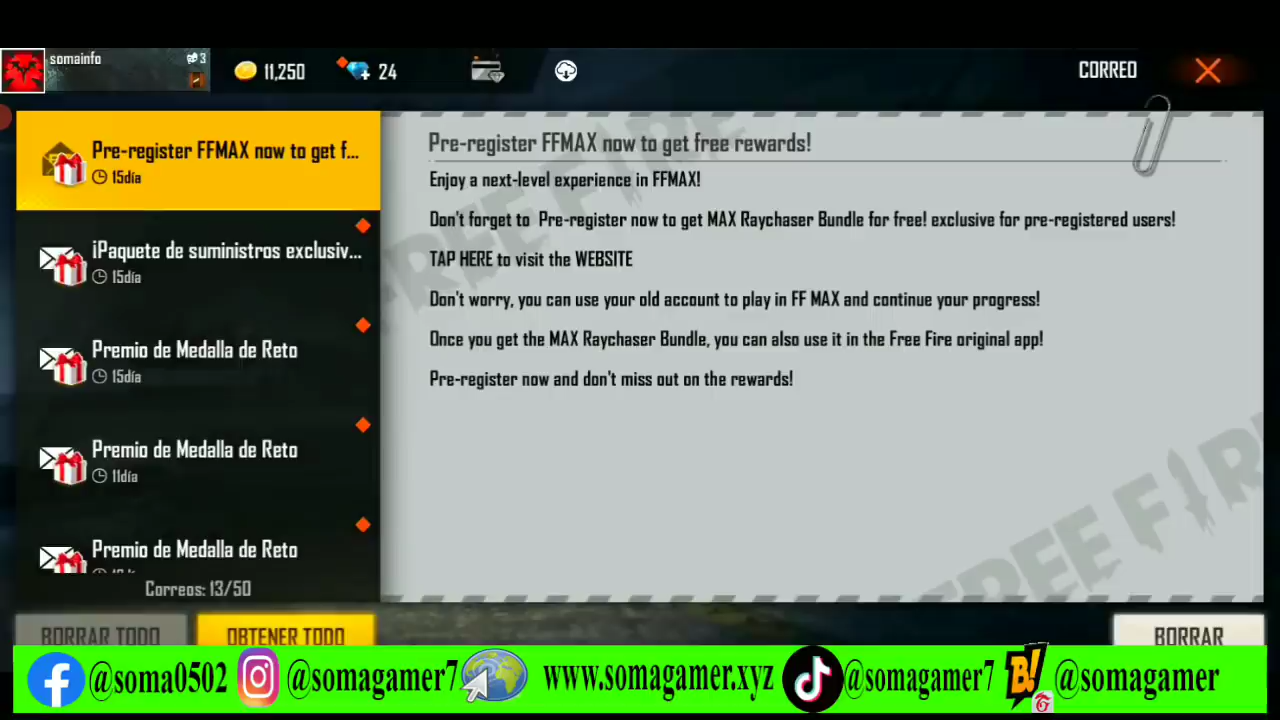 somainfo
3
11,250
24
CORREO
Pre-register FFMAX now to get f...
15día
¡Paquete de suministros exclusiv...
15día
Premio de Medalla de Reto
15día
Premio de Medalla de Reto
11día
Premio de Medalla de Reto
Correos: 13/50
BORRAR TODO
OBTENER TODO
Pre-register FFMAX now to get free rewards!
Enjoy a next-level experience in FFMAX!
Don't forget to Pre-register now to get MAX Raychaser Bundle for free! exclusive for pre-registered users!
TAP HERE to visit the WEBSITE
Don't worry, you can use your old account to play in FF MAX and continue your progress!
Once you get the MAX Raychaser Bundle, you can also use it in the Free Fire original app!
Pre-register now and don't miss out on the rewards!
FREE FIRE
FREE FIRE
BORRAR
@soma0502
@somagamer7
www.somagamer.xyz
@somagamer7
B!
@somagamer